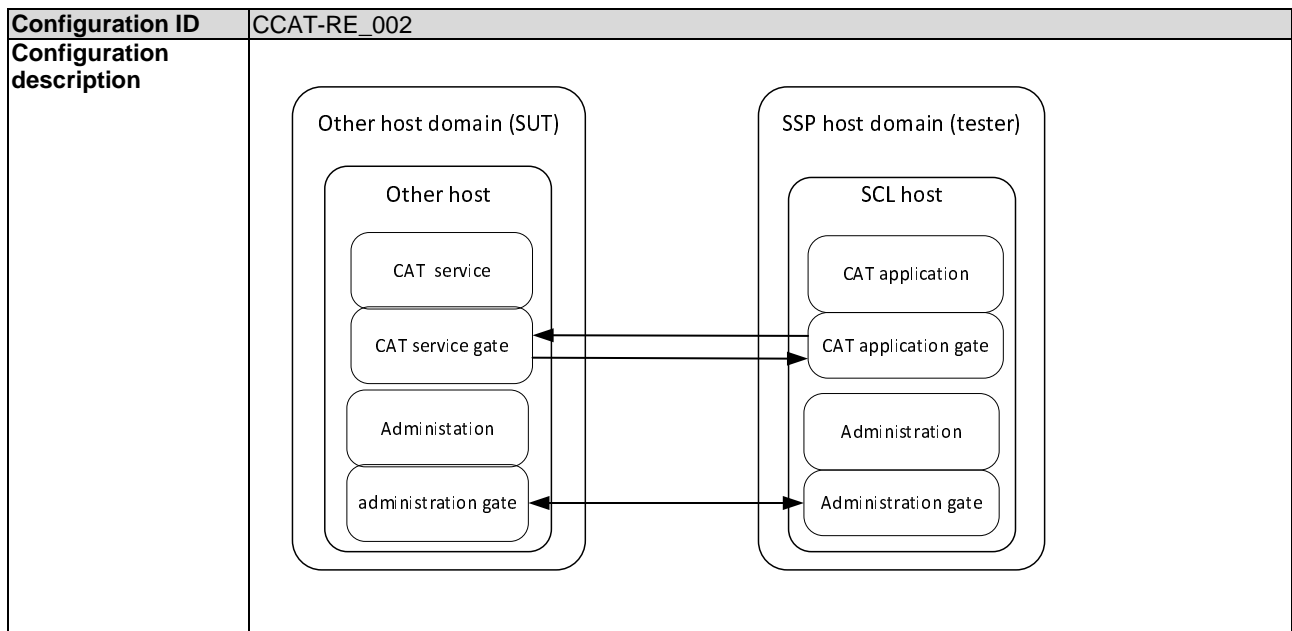 Configuration ID CCAT-RE_002
Configuration
description
Other host domain (SUT)
Other host
CAT service
CAT service gate
Administation
administration gate
SSP host domain (tester)
SCL host
CAT application
CAT application gate
Administration
Administration gate